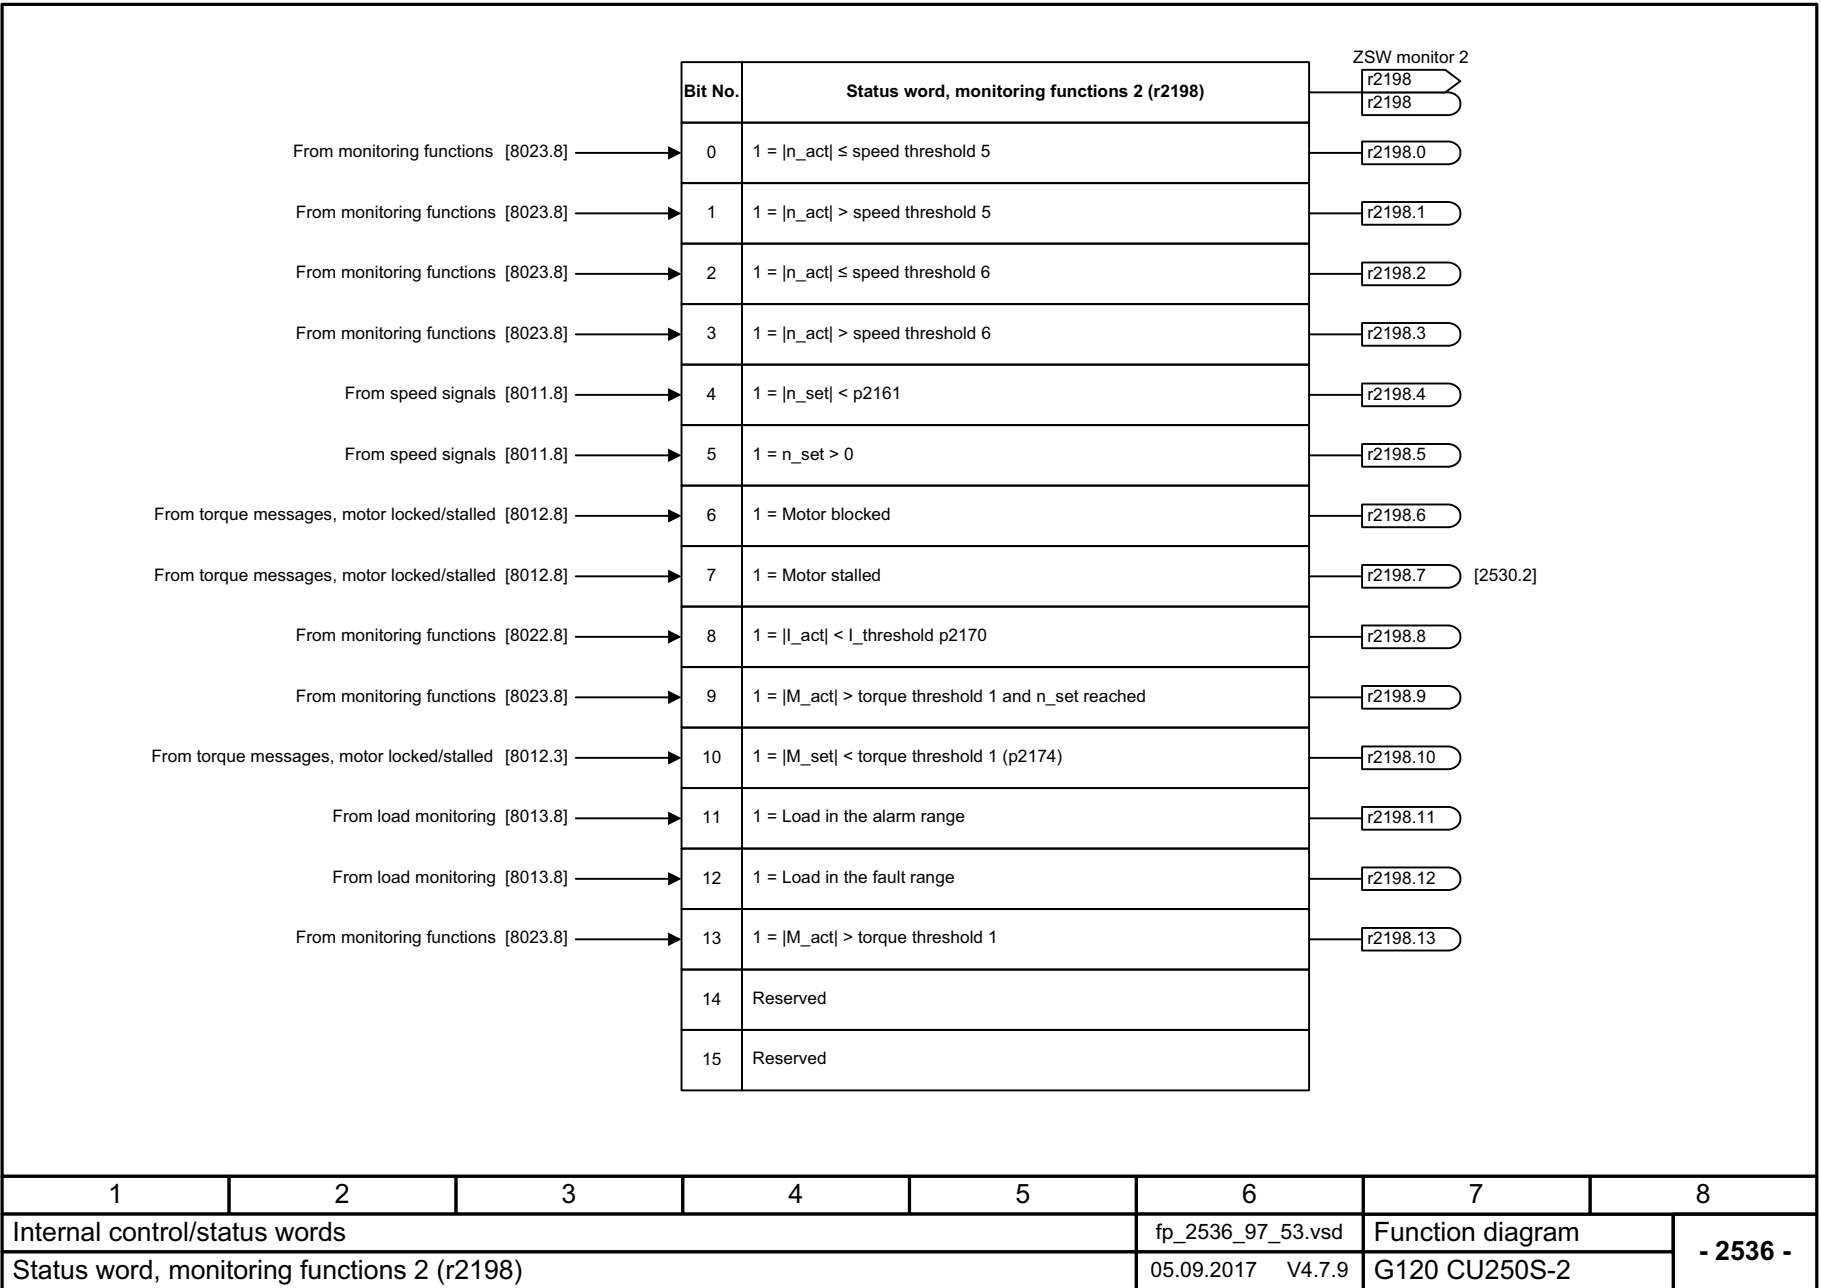 ZSW monitor 2
Bit No. Status word, monitoring functions 2 (r2198) r2198
r2198
From monitoring functions [8023.8] 0 1 = |n_act| ≤ speed threshold 5 r2198.0
From monitoring functions [8023.8] 1 1 = |n_act| > speed threshold 5 r2198.1
From monitoring functions [8023.8] 2 1 = |n_act| ≤ speed threshold 6 r2198.2
From monitoring functions [8023.8] 3 1 = |n_act| > speed threshold 6 r2198.3
From speed signals [8011.8] 4 1 = |n_set| < p2161 r2198.4
From speed signals [8011.8] 5 1 = n_set > 0 r2198.5
From torque messages, motor locked/stalled [8012.8] 6 1 = Motor blocked r2198.6
From torque messages, motor locked/stalled [8012.8] 7 1 = Motor stalled r2198.7 [2530.2]
From monitoring functions [8022.8] 8 1 = |I_act| < I_threshold p2170 r2198.8
From monitoring functions [8023.8] 9 1 = |M_act| > torque threshold 1 and n_set reached r2198.9
From torque messages, motor locked/stalled [8012.3] 10 1 = |M_set| < torque threshold 1 (p2174) r2198.10
From load monitoring [8013.8] 11 1 = Load in the alarm range r2198.11
From load monitoring [8013.8] 12 1 = Load in the fault range r2198.12
From monitoring functions [8023.8] 13 1 = |M_act| > torque threshold 1 r2198.13
14 Reserved
15 Reserved
1 2 3 4 5 6 7 8
Internal control/status words fp_2536_97_53.vsd Function diagram - 2536 -
Status word, monitoring functions 2 (r2198) 05.09.2017 V4.7.9 G120 CU250S-2